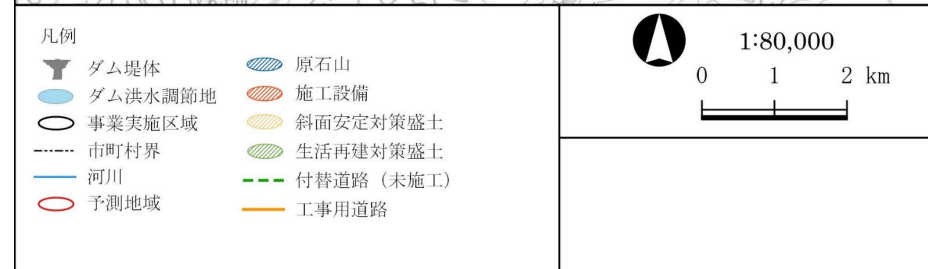 凡例
ダム堤体
ダム洪水調節地
事業実施区域
市町村界
河川
予測地域
原石山
施工設備
斜面安定対策盛土
生活再建対策盛土
付替道路（未施工）
工事用道路
1:80,000
0 1 2 km